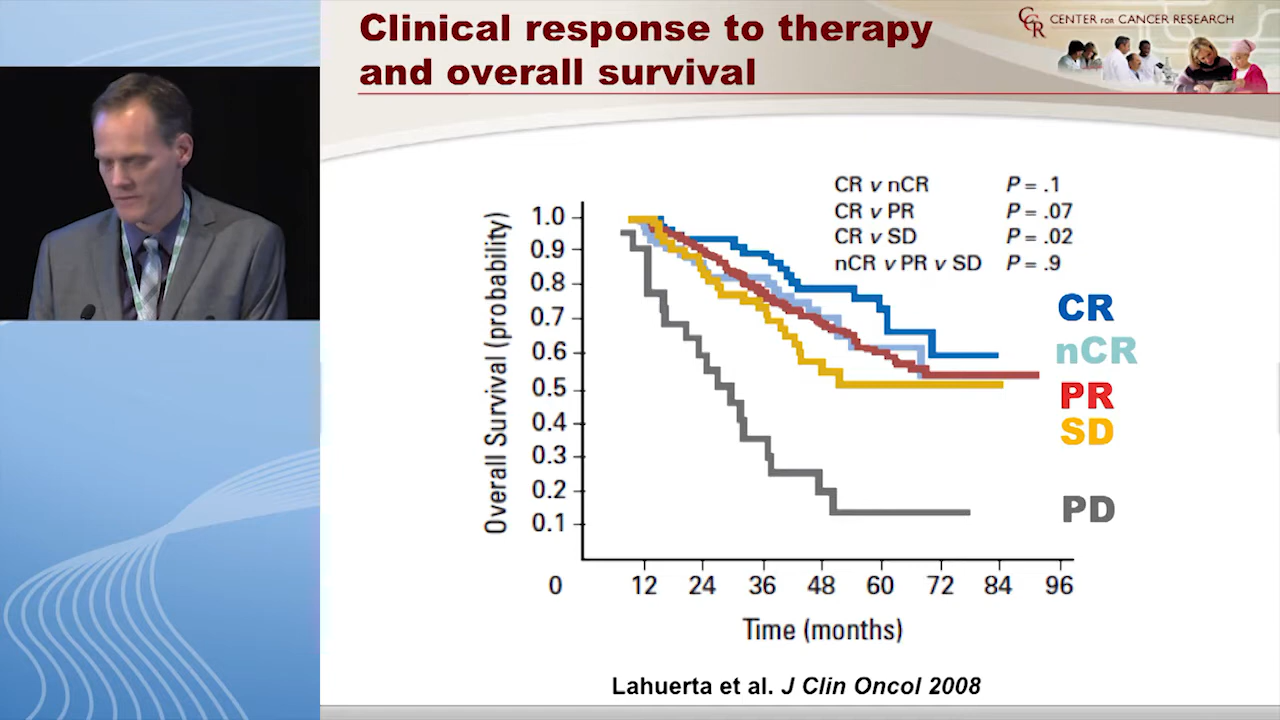 Clinical response to therapy
and overall survival
CCR CENTER FOR CANCER RESEARCH
CR v nCR P = .1
CR v PR P = .07
CR v SD P = .02
nCR v PR v SD P = .9
Overall Survival (probability)
1.0
0.9
0.8
0.7
0.6
0.5
0.4
0.3
0.2
0.1
0 12 24 36 48 60 72 84 96
Time (months)
CR
nCR
PR
SD
PD
Lahuerta et al. J Clin Oncol 2008